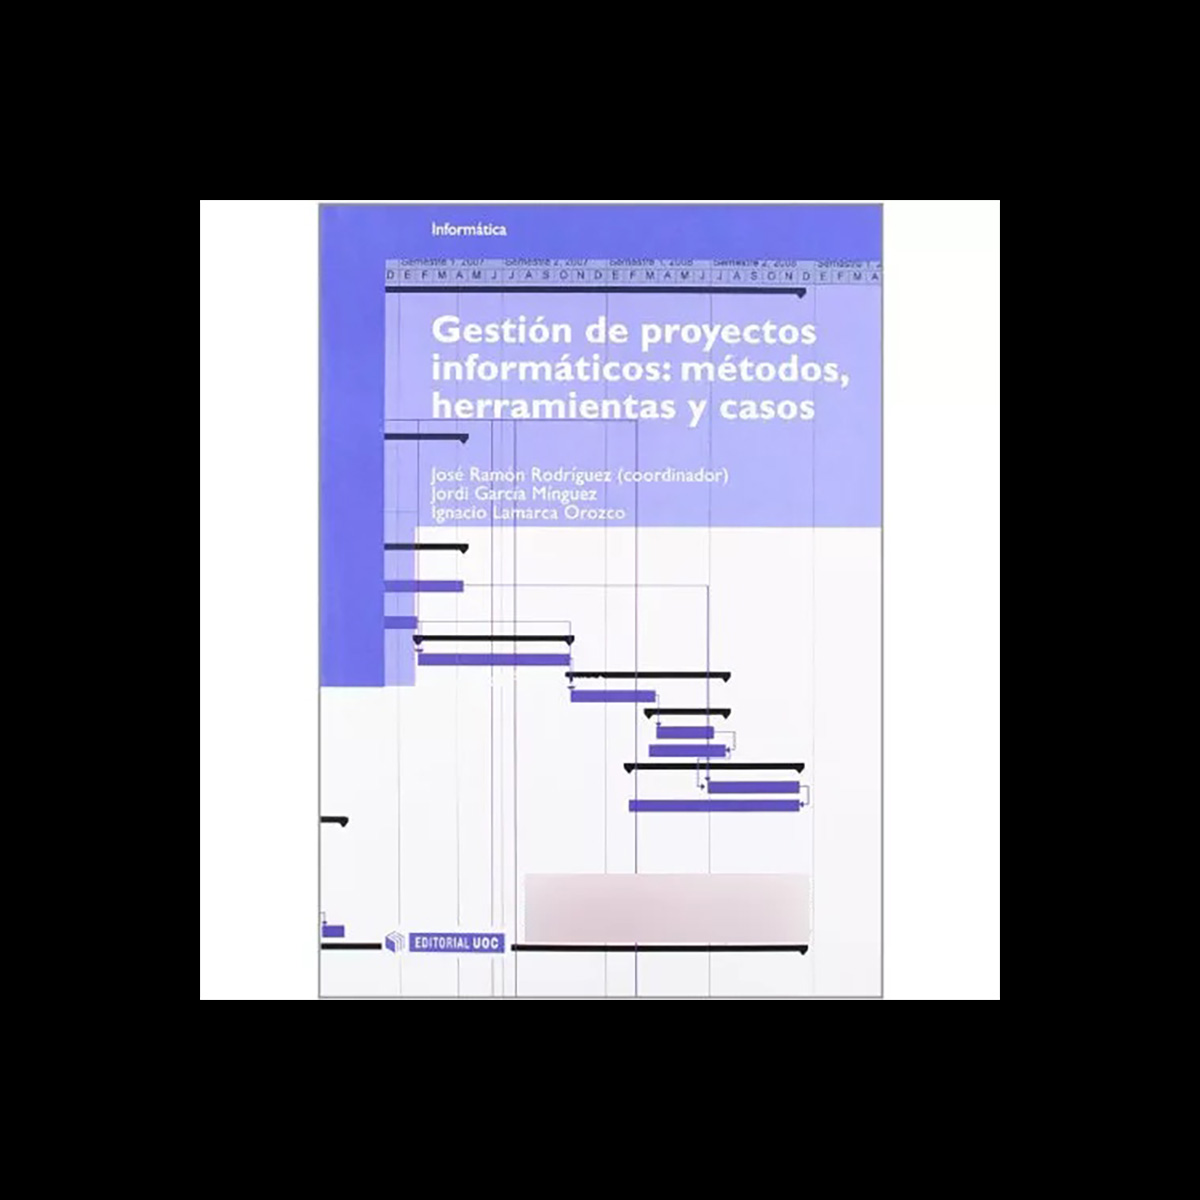 Informática
Semestre 1, 2007 Semestre 2, 2007 Semestre 1, 2008 Semestre 2, 2008 Semestre 1, 2
D E F M A M J J A S O N D E F M A M J J A S O N D E F M A
Gestión de proyectos
informáticos: métodos,
herramientas y casos
José Ramón Rodríguez (coordinador)
Jordi García Mínguez
Ignacio Lamarca Orozco
EDITORIAL UOC